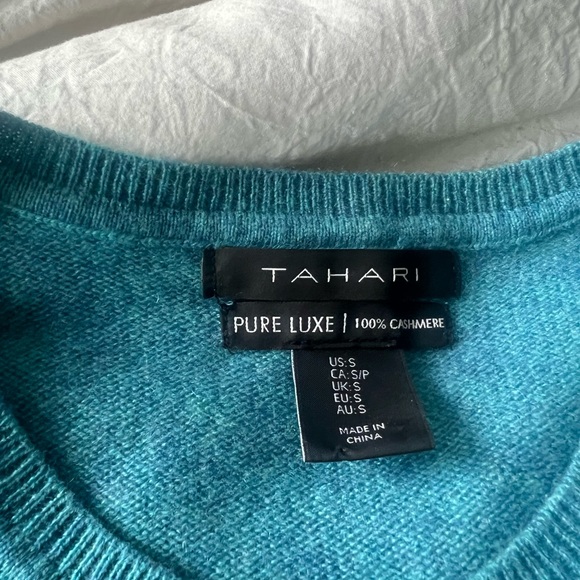 TAHARI
PURE LUXE | 100% CASHMERE
US:S
CA:S/P
UK:S
EU:S
AU:S
MADE IN
CHINA